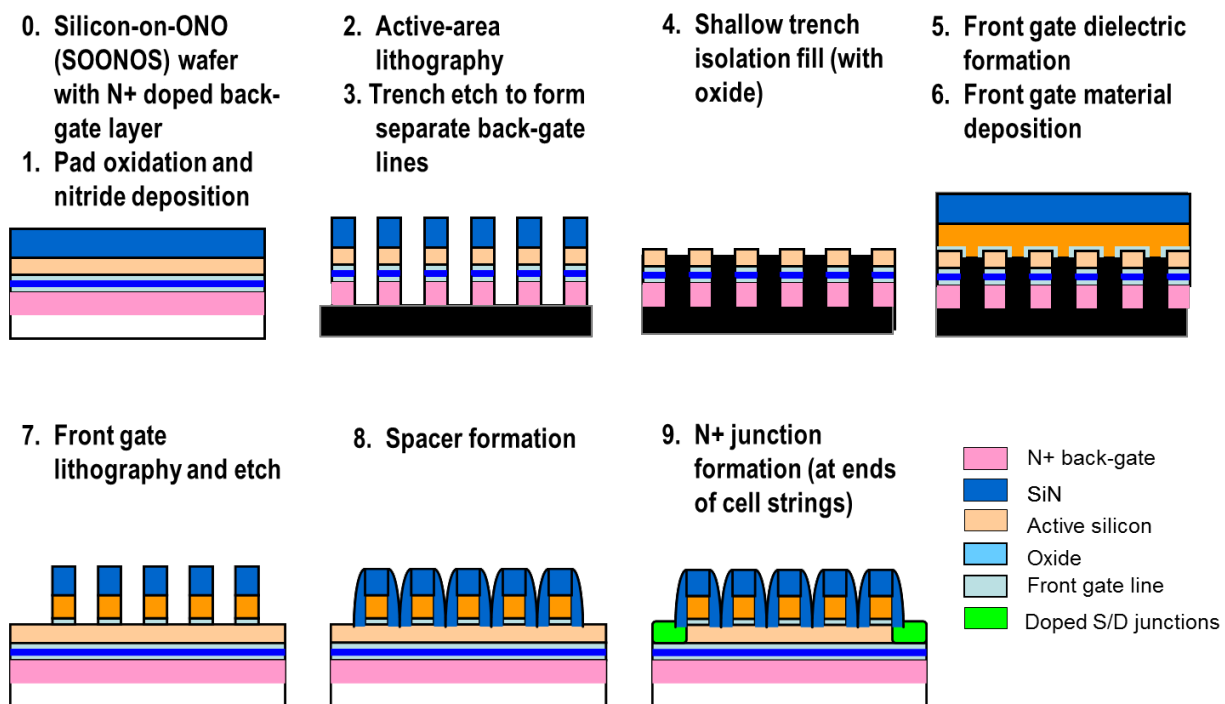 0. Silicon-on-ONO
(SOONOS) wafer
with N+ doped back-
gate layer
1. Pad oxidation and
nitride deposition
2. Active-area
lithography
3. Trench etch to form
separate back-gate
lines
4. Shallow trench
isolation fill (with
oxide)
5. Front gate dielectric
formation
6. Front gate material
deposition
7. Front gate
lithography and etch
8. Spacer formation
9. N+ junction
formation (at ends
of cell strings)
N+ back-gate
SiN
Active silicon
Oxide
Front gate line
Doped S/D junctions